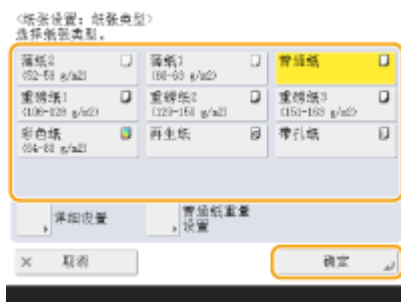 <纸张设置：纸张类型>
选择纸张类型。
薄纸2
(52-59 g/m2)
薄纸1
(60-63 g/m2)
普通纸
重磅纸1
(106-128 g/m2)
重磅纸2
(129-150 g/m2)
重磅纸3
(151-163 g/m2)
彩色纸
(64-82 g/m2)
再生纸
带孔纸
详细设置
普通纸重量
设置
取消
确定